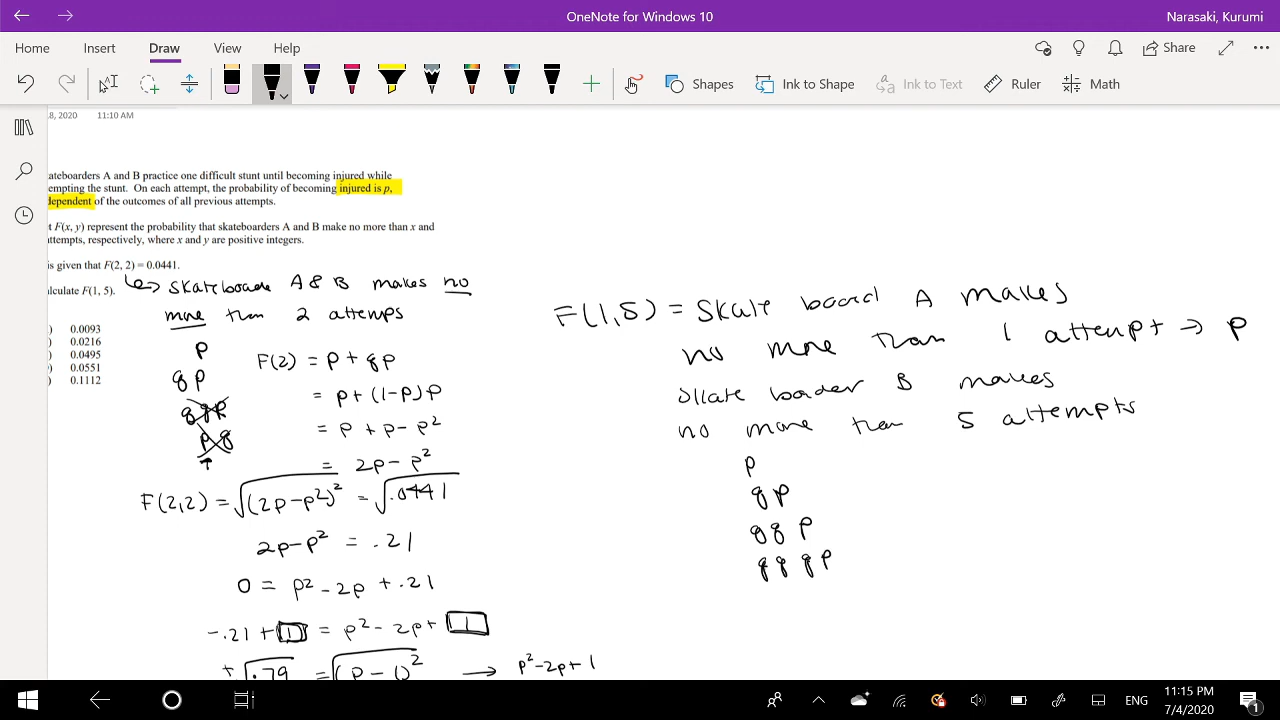 OneNote for Windows 10
Narasaki, Kurumi
Home Insert Draw View Help
Share
Shapes Ink to Shape Ink to Text Ruler Math
8, 2020 11:10 AM
ateboarders A and B practice one difficult stunt until becoming injured while
empting the stunt. On each attempt, the probability of becoming injured is p,
dependent of the outcomes of all previous attempts.
t F(x, y) represent the probability that skateboarders A and B make no more than x and
attempts, respectively, where x and y are positive integers.
is given that F(2, 2) = 0.0441.
lculate F(1, 5).
) 0.0093
) 0.0216
) 0.0495
) 0.0551
) 0.1112
↳ skateboade A & B makes no
more than 2 attemps
p
qp
qqp
pq
F(2) = p + qp
= p + (1-p)p
= p + p - p²
= 2p - p²
F(2,2) = √(2p-p²)² = √.0441
2p-p² = .21
0 = p² - 2p + .21
-.21 + 1 = p² - 2p + 1
± √.79 = √(p-1)² → p²-2p+1
F(1,5) = Skate board A makes
no more than 1 attempt → p
skate boarder B makes
no more than 5 attempts
p
qp
qqp
qqqp
ENG
11:15 PM
7/4/2020
1